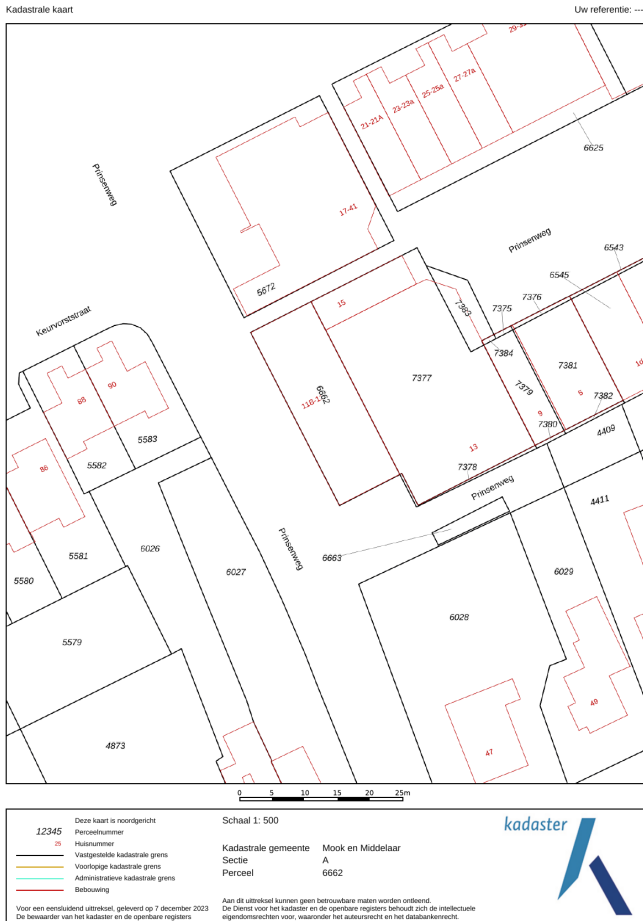 Kadastrale kaart
Uw referentie: ---
Prinsenweg
21-21A
23-23a
25-25a
27-27a
6625
17-41
Prinsenweg
6543
6545
5672
7376
7375
7383
15
Keurvorststraat
7384
7377
7381
7379
6662
90
88
5
7382
9
7380
4409
5583
13
86
5582
7378
Prinsenweg
4411
Prinsenweg
6026
5581
6663
6027
6029
5580
6028
5579
49
4873
47
0 5 10 15 20 25m
Deze kaart is noordgericht
12345 Perceelnummer
25 Huisnummer
Vastgestelde kadastrale grens
Voorlopige kadastrale grens
Administratieve kadastrale grens
Bebouwing
Voor een eensluidend uittreksel, geleverd op 7 december 2023
De bewaarder van het kadaster en de openbare registers
Schaal 1: 500
Kadastrale gemeente Mook en Middelaar
Sectie A
Perceel 6662
Aan dit uittreksel kunnen geen betrouwbare maten worden ontleend.
De Dienst voor het kadaster en de openbare registers behoudt zich de intellectuele
eigendomsrechten voor, waaronder het auteursrecht en het databankenrecht.
kadaster